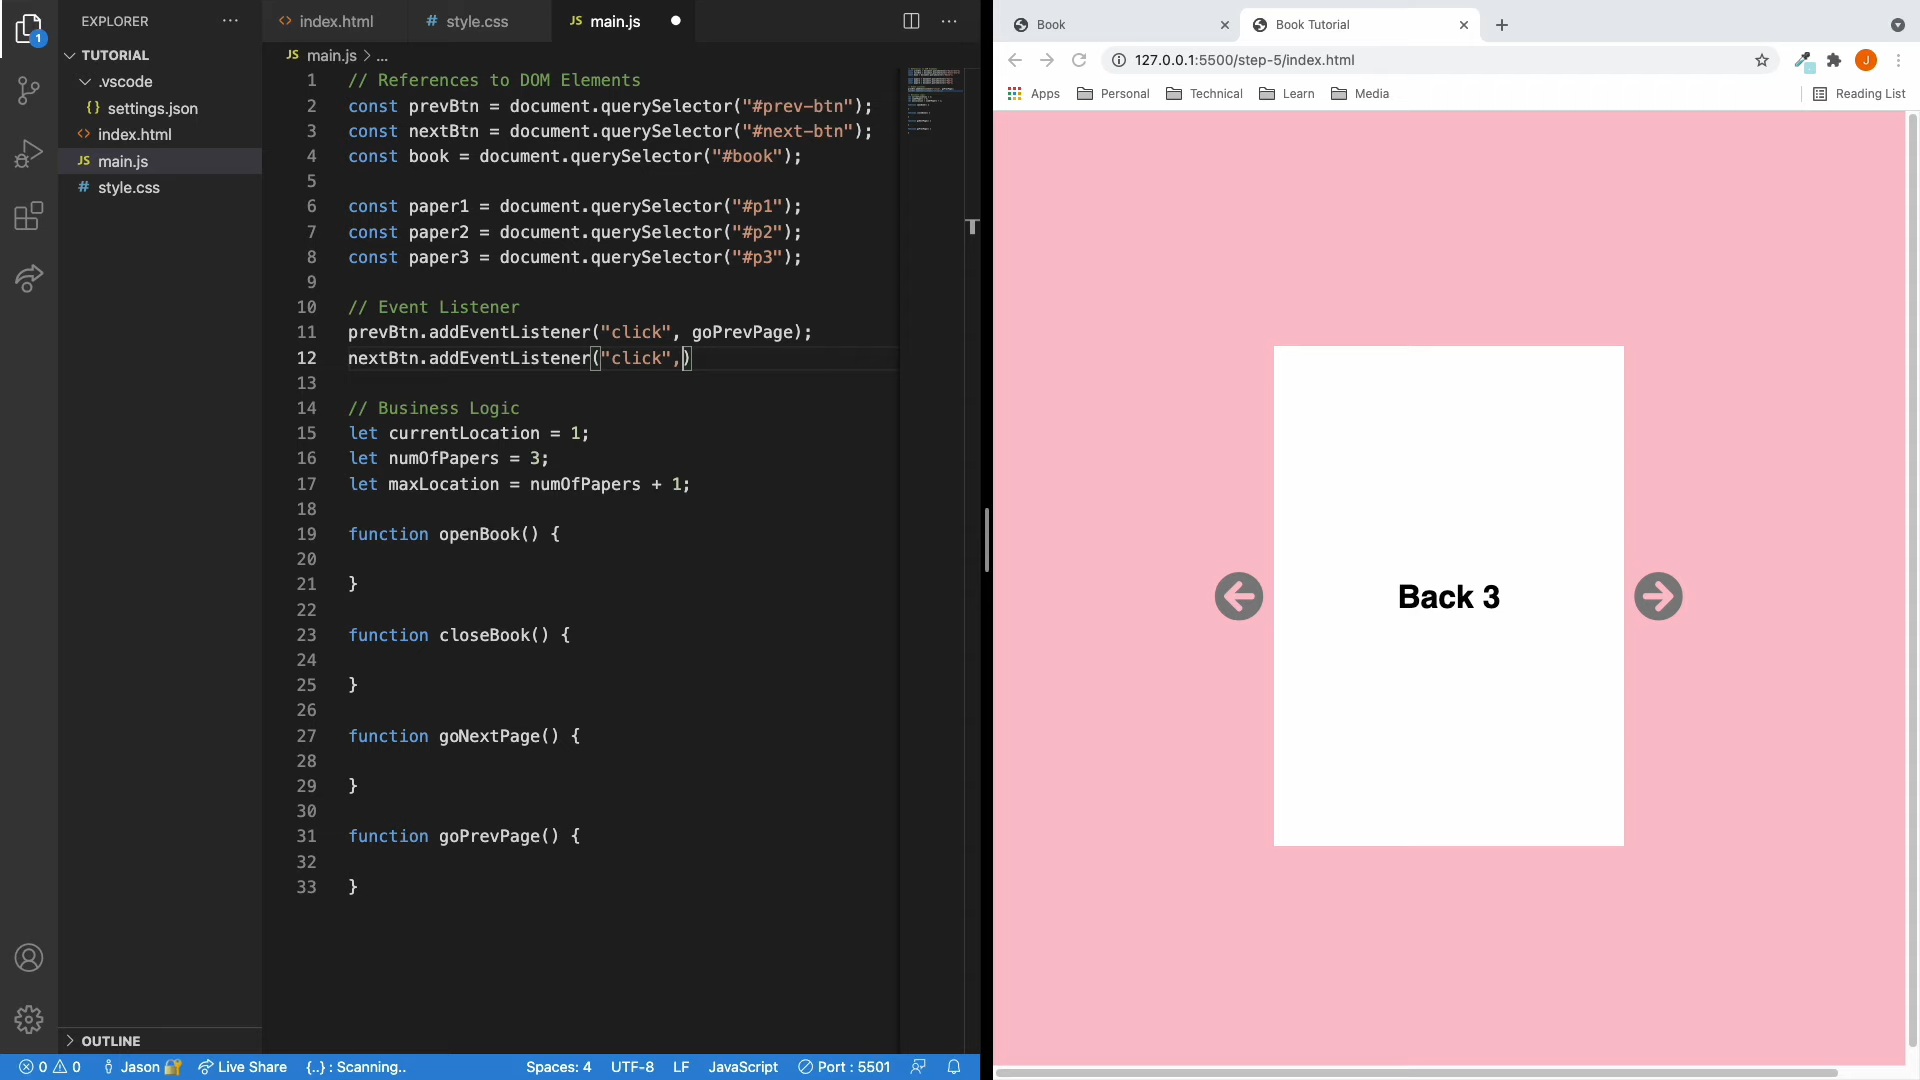 EXPLORER
TUTORIAL
.vscode
{} settings.json
<> index.html
JS main.js
# style.css
OUTLINE
1
<> index.html
# style.css
JS main.js
JS main.js > ...
1 // References to DOM Elements
2 const prevBtn = document.querySelector("#prev-btn");
3 const nextBtn = document.querySelector("#next-btn");
4 const book = document.querySelector("#book");
5
6 const paper1 = document.querySelector("#p1");
7 const paper2 = document.querySelector("#p2");
8 const paper3 = document.querySelector("#p3");
9
10 // Event Listener
11 prevBtn.addEventListener("click", goPrevPage);
12 nextBtn.addEventListener("click",)
13
14 // Business Logic
15 let currentLocation = 1;
16 let numOfPapers = 3;
17 let maxLocation = numOfPapers + 1;
18
19 function openBook() {
20
21 }
22
23 function closeBook() {
24
25 }
26
27 function goNextPage() {
28
29 }
30
31 function goPrevPage() {
32
33 }
0 0 Jason Live Share {..} : Scanning.. Spaces: 4 UTF-8 LF JavaScript Port : 5501
Book
Book Tutorial
127.0.0.1:5500/step-5/index.html
J
Apps Personal Technical Learn Media Reading List
Back 3